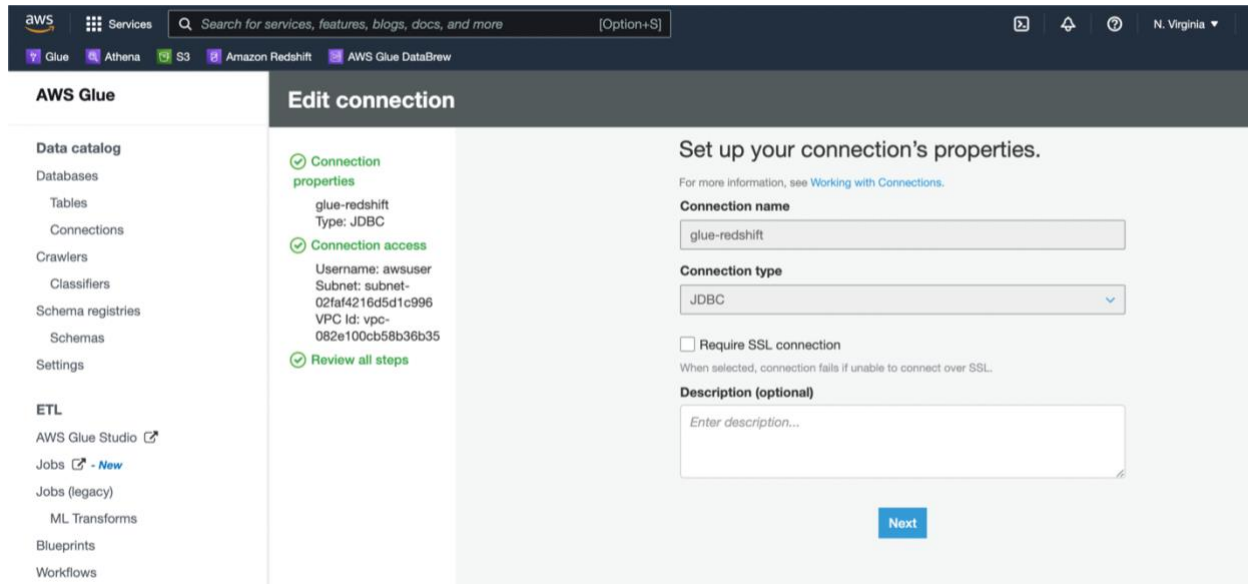 aws
Services
Search for services, features, blogs, docs, and more
[Option+S]
N. Virginia
Glue
Athena
S3
Amazon Redshift
AWS Glue DataBrew
AWS Glue
Data catalog
Databases
Tables
Connections
Crawlers
Classifiers
Schema registries
Schemas
Settings
ETL
AWS Glue Studio
Jobs - New
Jobs (legacy)
ML Transforms
Blueprints
Workflows
Edit connection
Connection
properties
glue-redshift
Type: JDBC
Connection access
Username: awsuser
Subnet: subnet-
02faf4216d5d1c996
VPC Id: vpc-
082e100cb58b36b35
Review all steps
Set up your connection's properties.
For more information, see Working with Connections.
Connection name
glue-redshift
Connection type
JDBC
Require SSL connection
When selected, connection fails if unable to connect over SSL.
Description (optional)
Enter description...
Next